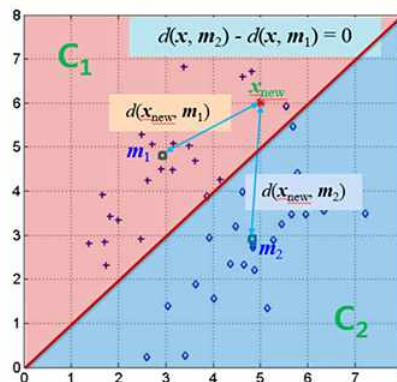 d(x, m2) - d(x, m1) = 0
C1
xnew
d(xnew, m1)
m1
d(xnew, m2)
m2
C2
8
7
6
5
4
3
2
1
0
0 1 2 3 4 5 6 7